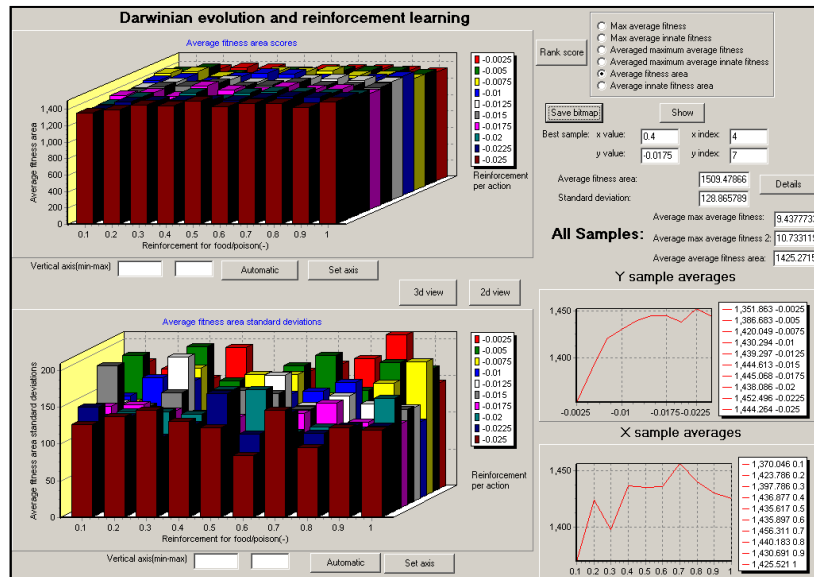 Darwinian evolution and reinforcement learning
Average fitness area scores
Average fitness area
1,400
1,200
1,000
800
600
400
200
0
0.1 0.2 0.3 0.4 0.5 0.6 0.7 0.8 0.9 1
Reinforcement for food/poison(-)
-0.0025
-0.005
-0.0075
-0.01
-0.0125
-0.015
-0.0175
-0.02
-0.0225
-0.025
Reinforcement
per action
Vertical axis(min-max)
Automatic
Set axis
3d view
2d view
Average fitness area standard deviations
Average fitness area standard deviations
200
150
100
50
0
0.1 0.2 0.3 0.4 0.5 0.6 0.7 0.8 0.9 1
Reinforcement for food/poison(-)
-0.0025
-0.005
-0.0075
-0.01
-0.0125
-0.015
-0.0175
-0.02
-0.0225
-0.025
Reinforcement
per action
Vertical axis(min-max)
Automatic
Set axis
Rank score
Max average fitness
Max average innate fitness
Averaged maximum average fitness
Averaged maximum average innate fitness
Average fitness area
Average innate fitness area
Save bitmap
Show
Best sample: x value: 0.4 x index: 4
y value: -0.0175 y index: 7
Average fitness area: 1509.47866
Standard deviation: 128.865789
Details
All Samples:
Average max average fitness: 9.4377733
Average max average fitness 2: 10.733119
Average average fitness area: 1425.2715
Y sample averages
1,450
1,400
-0.0025 -0.01 -0.0175 -0.0225
1,351.863 -0.0025
1,386.683 -0.005
1,420.049 -0.0075
1,430.294 -0.01
1,439.297 -0.0125
1,444.613 -0.015
1,445.068 -0.0175
1,438.086 -0.02
1,452.496 -0.0225
1,444.264 -0.025
X sample averages
1,450
1,400
0.1 0.2 0.3 0.4 0.5 0.6 0.7 0.8 0.9 1
1,370.046 0.1
1,423.786 0.2
1,397.786 0.3
1,436.877 0.4
1,435.617 0.5
1,435.897 0.6
1,456.311 0.7
1,440.183 0.8
1,430.691 0.9
1,425.521 1